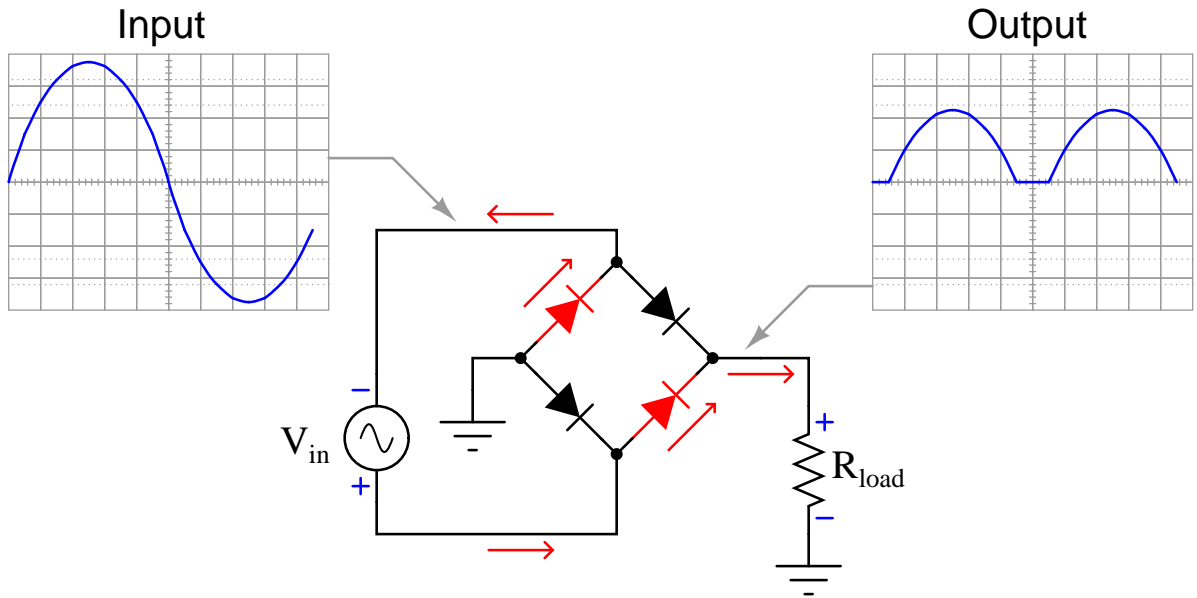 Input
Output
−
V_in
+
+
R_load
−